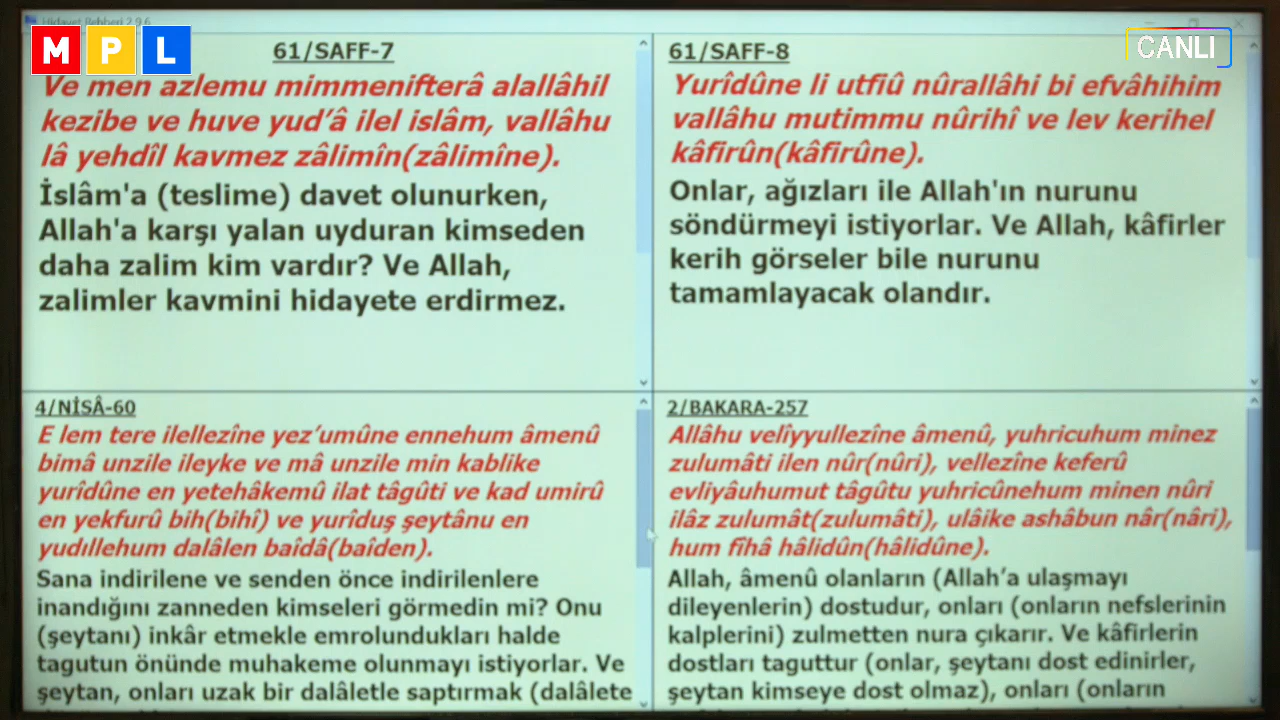 Hidayet Rehberi 2.9.6
MPL
CANLI
61/SAFF-7
Ve men azlemu mimmenifterâ alallâhil
kezibe ve huve yud’â ilel islâm, vallâhu
lâ yehdîl kavmez zâlimîn(zâlimîne).
İslâm'a (teslime) davet olunurken,
Allah'a karşı yalan uyduran kimseden
daha zalim kim vardır? Ve Allah,
zalimler kavmini hidayete erdirmez.
61/SAFF-8
Yurîdûne li utfiû nûrallâhi bi efvâhihim
vallâhu mutimmu nûrihî ve lev kerihel
kâfirûn(kâfirûne).
Onlar, ağızları ile Allah'ın nurunu
söndürmeyi istiyorlar. Ve Allah, kâfirler
kerih görseler bile nurunu
tamamlayacak olandır.
4/NİSÂ-60
E lem tere ilellezîne yez’umûne ennehum âmenû
bimâ unzile ileyke ve mâ unzile min kablike
yurîdûne en yetehâkemû ilat tâgûti ve kad umirû
en yekfurû bih(bihî) ve yurîduş şeytânu en
yudıllehum dalâlen baîdâ(baîden).
Sana indirilene ve senden önce indirilenlere
inandığını zanneden kimseleri görmedin mi? Onu
(şeytanı) inkâr etmekle emrolundukları halde
tagutun önünde muhakeme olunmayı istiyorlar. Ve
şeytan, onları uzak bir dalâletle saptırmak (dalâlete
2/BAKARA-257
Allâhu velîyyullezîne âmenû, yuhricuhum minez
zulumâti ilen nûr(nûri), vellezîne keferû
evliyâuhumut tâgûtu yuhricûnehum minen nûri
ilâz zulumât(zulumâti), ulâike ashâbun nâr(nâri),
hum fîhâ hâlidûn(hâlidûne).
Allah, âmenû olanların (Allah’a ulaşmayı
dileyenlerin) dostudur, onları (onların nefslerinin
kalplerini) zulmetten nura çıkarır. Ve kâfirlerin
dostları taguttur (onlar, şeytanı dost edinirler,
şeytan kimseye dost olmaz), onları (onların